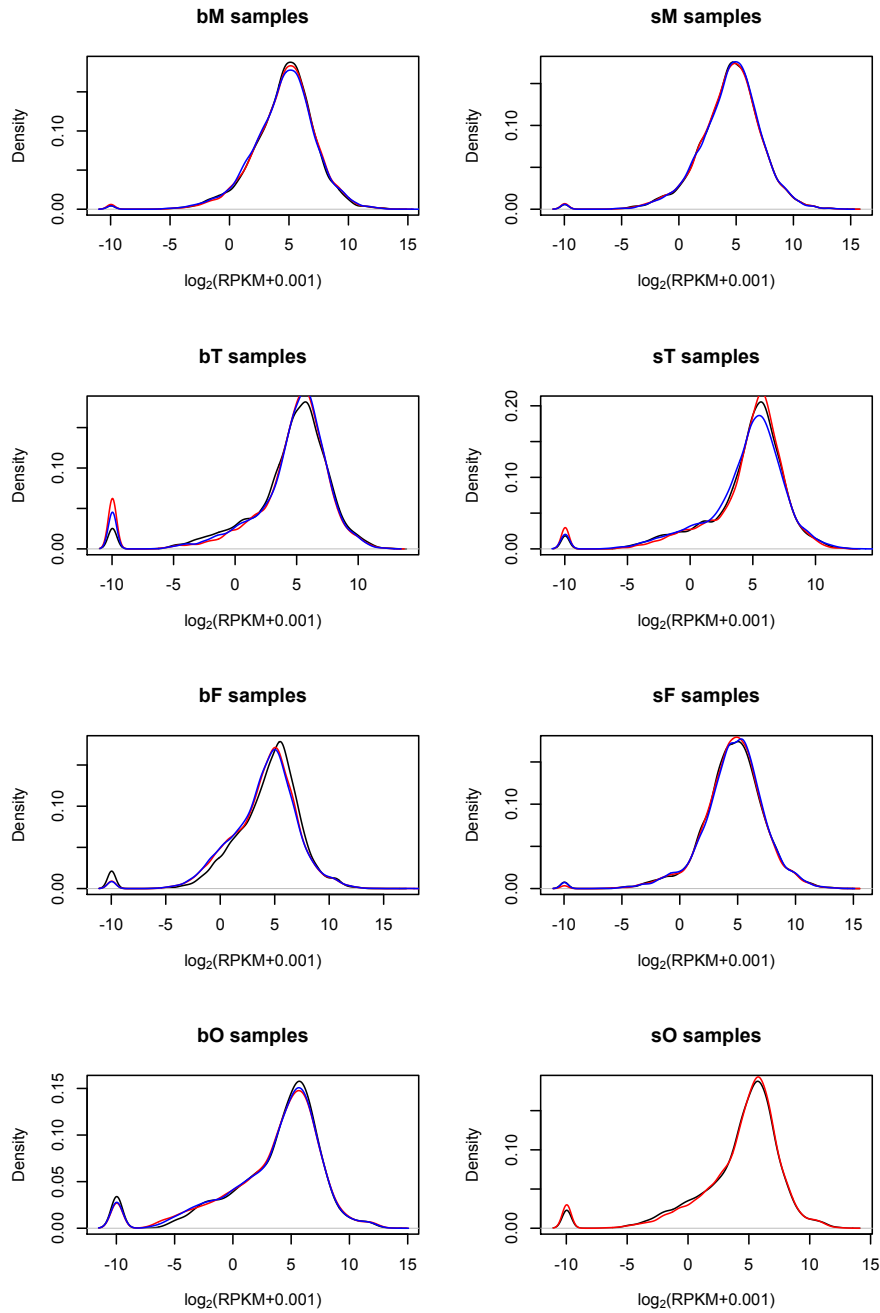 bM samples
Density
0.00
0.10
-10 -5 0 5 10 15
log₂(RPKM+0.001)
sM samples
Density
0.00
0.10
-10 -5 0 5 10 15
log₂(RPKM+0.001)
bT samples
Density
0.00
0.10
-10 -5 0 5 10
log₂(RPKM+0.001)
sT samples
Density
0.00
0.10
0.20
-10 -5 0 5 10
log₂(RPKM+0.001)
bF samples
Density
0.00
0.10
-10 -5 0 5 10 15
log₂(RPKM+0.001)
sF samples
Density
0.00
0.10
-10 -5 0 5 10 15
log₂(RPKM+0.001)
bO samples
Density
0.00
0.05
0.15
-10 -5 0 5 10 15
log₂(RPKM+0.001)
sO samples
Density
0.00
0.10
-10 -5 0 5 10 15
log₂(RPKM+0.001)